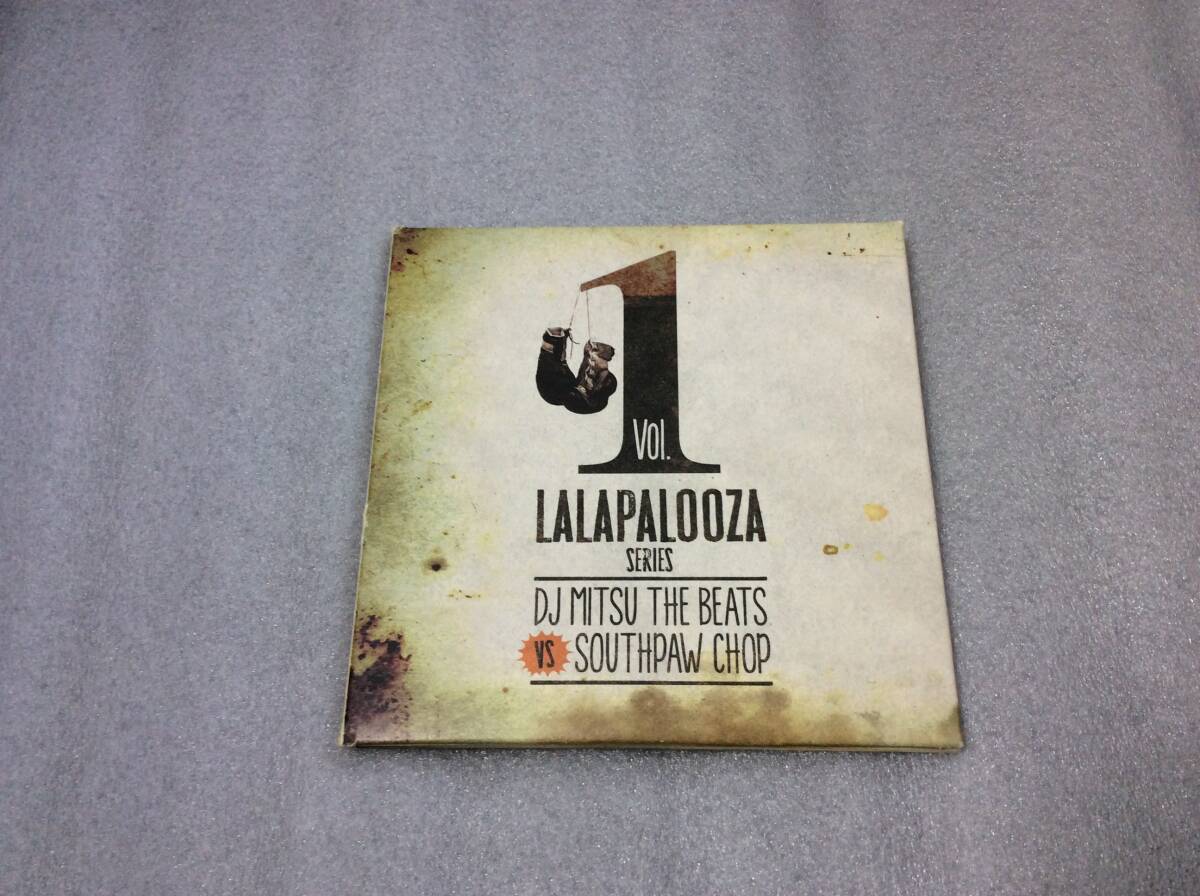 1
Vol.
LALAPALOOZA
SERIES
DJ MITSU THE BEATS
VS SOUTHPAW CHOP